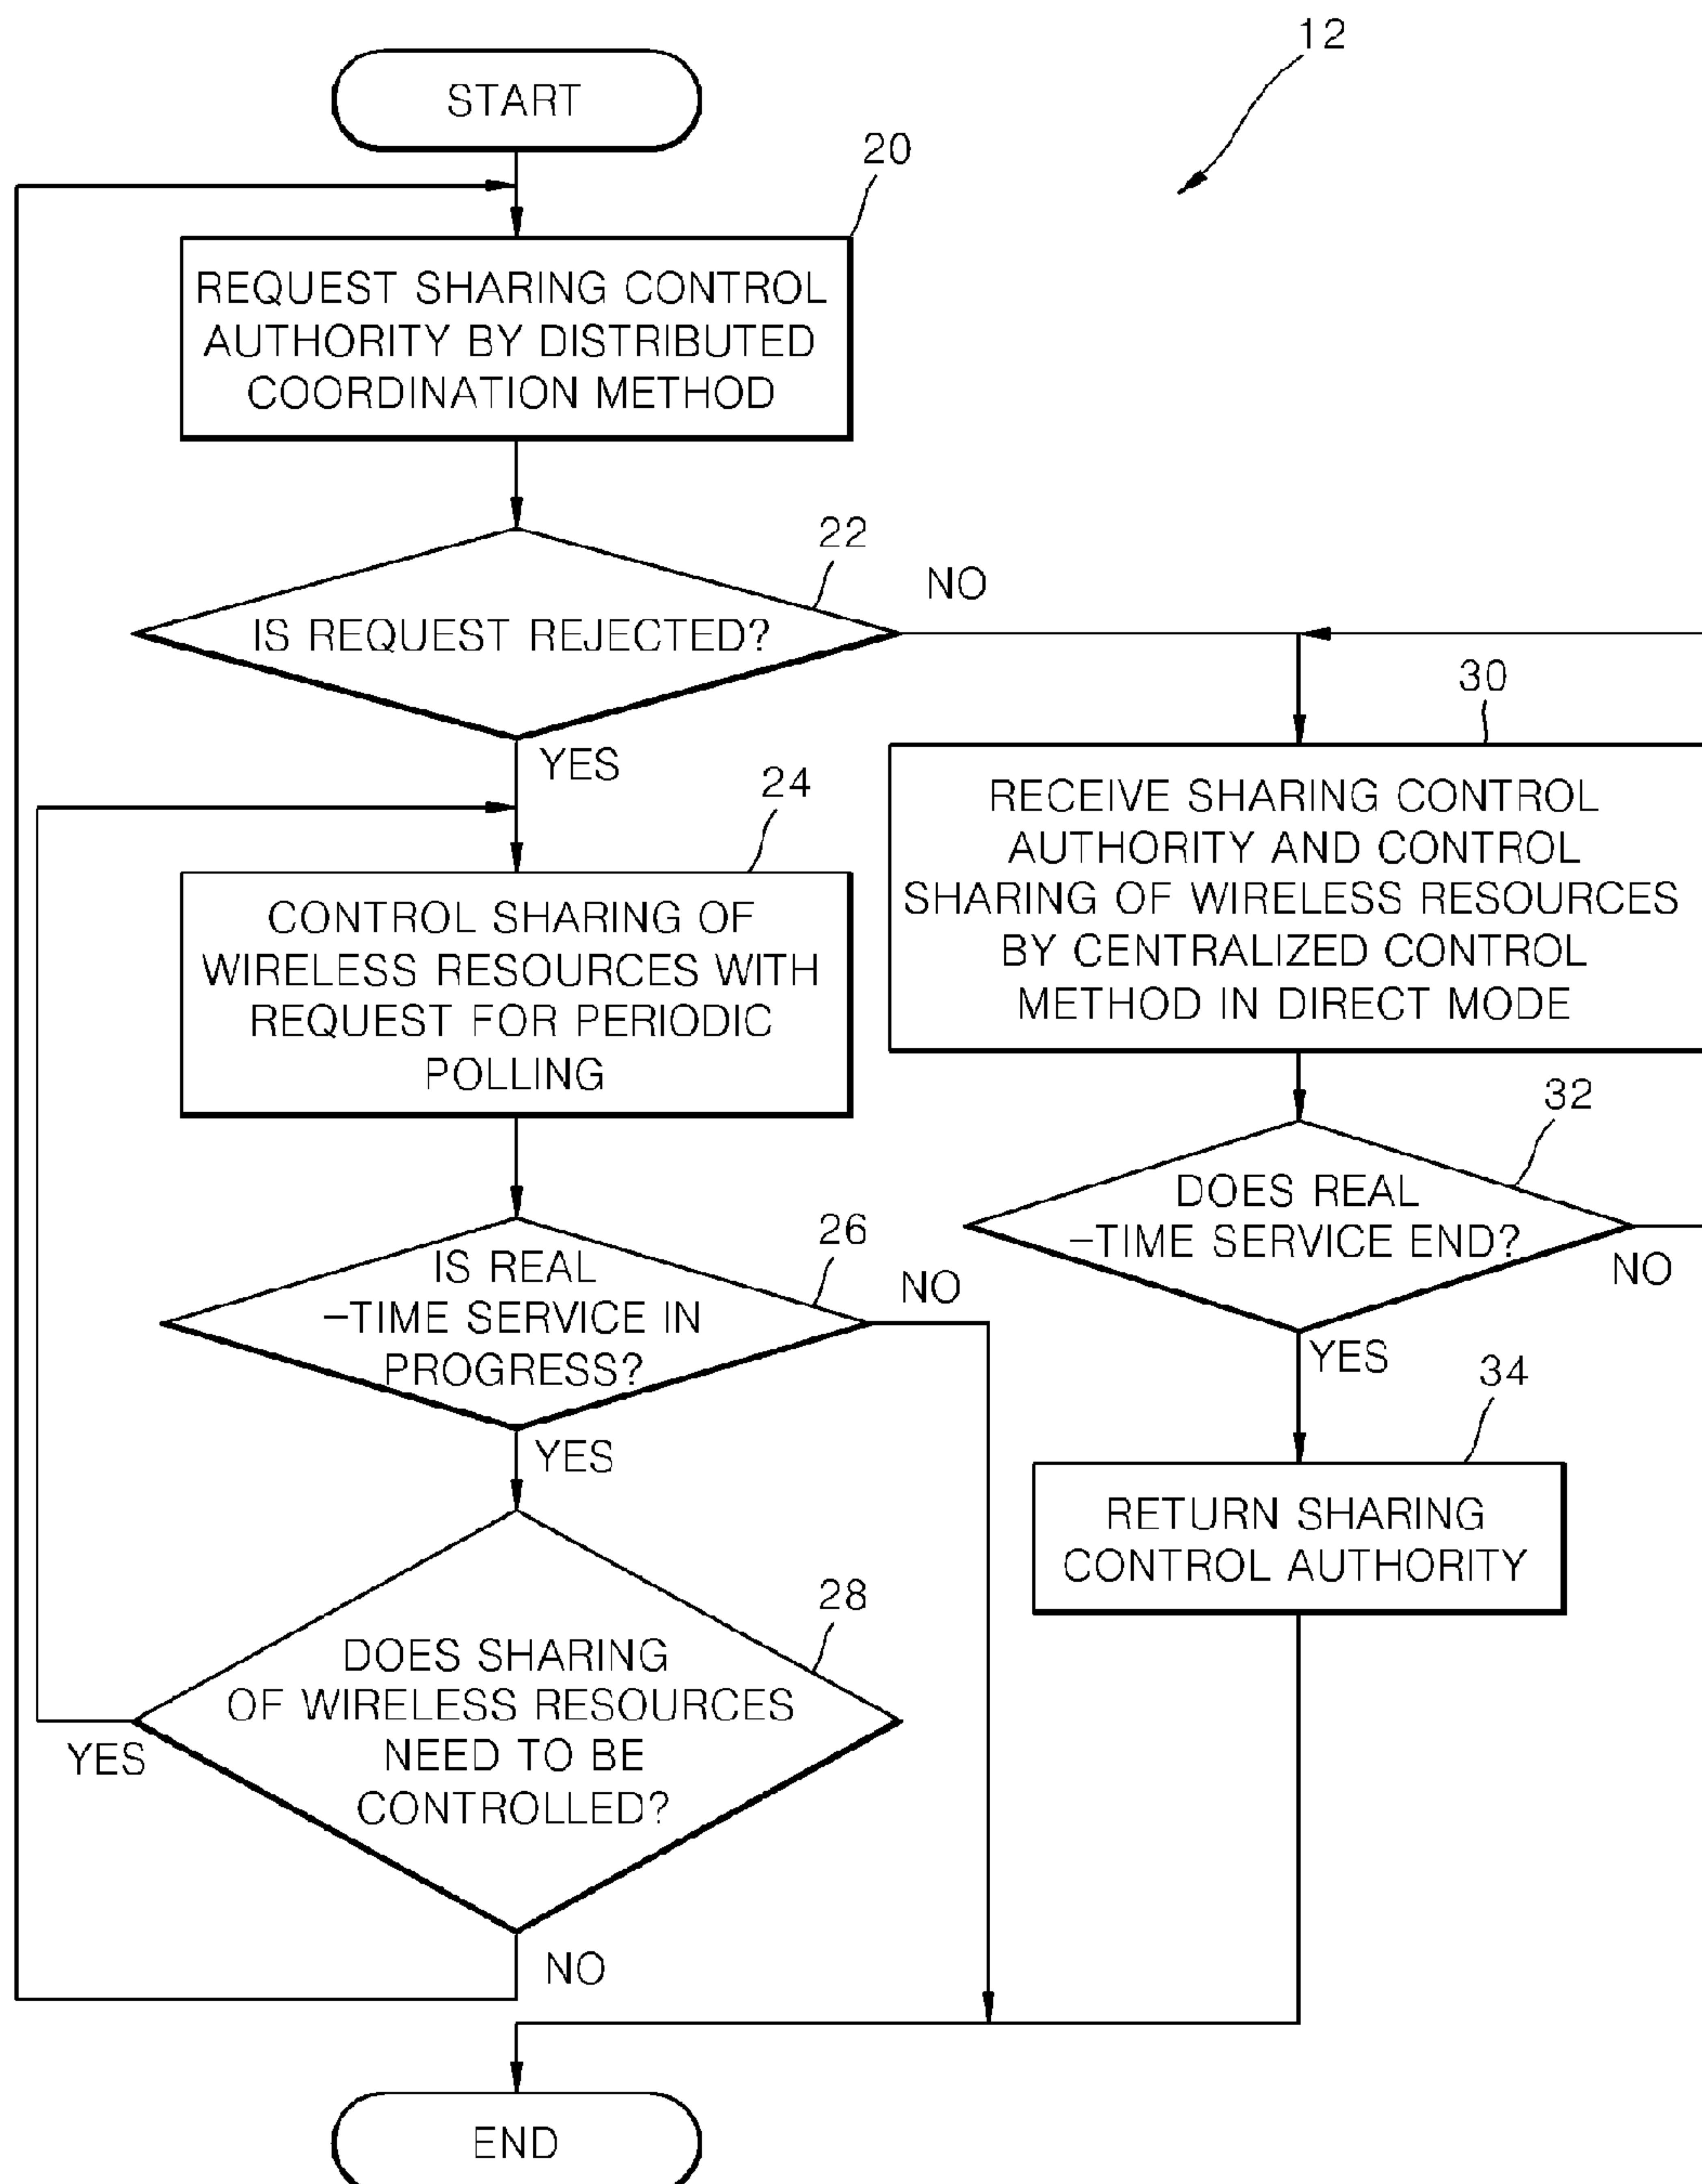 12
START
20
REQUEST SHARING CONTROL
AUTHORITY BY DISTRIBUTED
COORDINATION METHOD
22
NO
IS REQUEST REJECTED?
YES
24
CONTROL SHARING OF
WIRELESS RESOURCES WITH
REQUEST FOR PERIODIC
POLLING
26
NO
IS REAL
-TIME SERVICE IN
PROGRESS?
YES
28
DOES SHARING
OF WIRELESS RESOURCES
NEED TO BE
CONTROLLED?
YES
NO
30
RECEIVE SHARING CONTROL
AUTHORITY AND CONTROL
SHARING OF WIRELESS RESOURCES
BY CENTRALIZED CONTROL
METHOD IN DIRECT MODE
32
DOES REAL
-TIME SERVICE END?
NO
YES
34
RETURN SHARING
CONTROL AUTHORITY
END